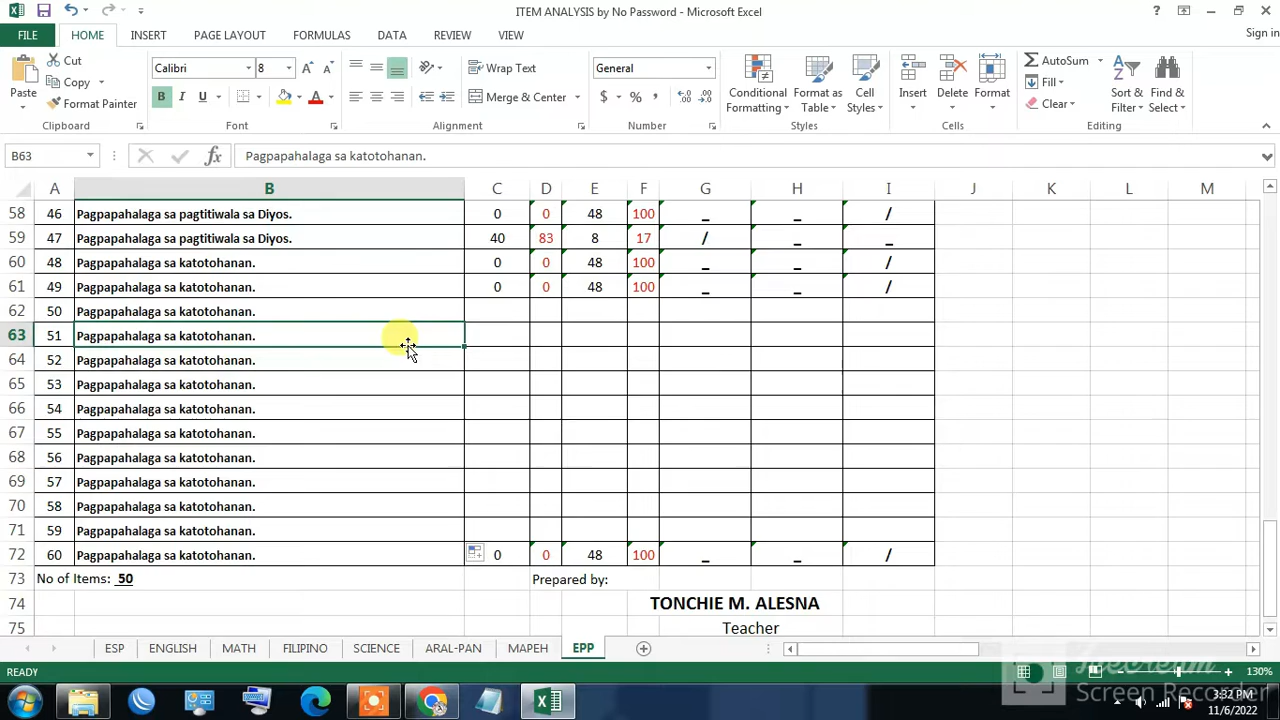 ITEM ANALYSIS by No Password - Microsoft Excel
?
FILE HOME INSERT PAGE LAYOUT FORMULAS DATA REVIEW VIEW Sign in
Paste
Cut
Copy
Format Painter
Clipboard
Calibri 8
B I U
Font
Wrap Text
Merge & Center
Alignment
General
$ % ,
Number
Conditional Formatting
Format as Table
Cell Styles
Styles
Insert Delete Format
Cells
AutoSum
Fill
Clear
Sort & Filter
Find & Select
Editing
B63 fx Pagpapahalaga sa katotohanan.
A B C D E F G H I J K L M
58 46 Pagpapahalaga sa pagtitiwala sa Diyos. 0 0 48 100 _ _ /
59 47 Pagpapahalaga sa pagtitiwala sa Diyos. 40 83 8 17 / _ _
60 48 Pagpapahalaga sa katotohanan. 0 0 48 100 _ _ /
61 49 Pagpapahalaga sa katotohanan. 0 0 48 100 _ _ /
62 50 Pagpapahalaga sa katotohanan.
63 51 Pagpapahalaga sa katotohanan.
64 52 Pagpapahalaga sa katotohanan.
65 53 Pagpapahalaga sa katotohanan.
66 54 Pagpapahalaga sa katotohanan.
67 55 Pagpapahalaga sa katotohanan.
68 56 Pagpapahalaga sa katotohanan.
69 57 Pagpapahalaga sa katotohanan.
70 58 Pagpapahalaga sa katotohanan.
71 59 Pagpapahalaga sa katotohanan.
72 60 Pagpapahalaga sa katotohanan. 0 0 48 100 _ _ /
73 No of Items: 50 Prepared by:
74 TONCHIE M. ALESNA
75 Teacher
ESP ENGLISH MATH FILIPINO SCIENCE ARAL-PAN MAPEH EPP
READY 130%
Screen Recorder
3:32 PM
11/6/2022